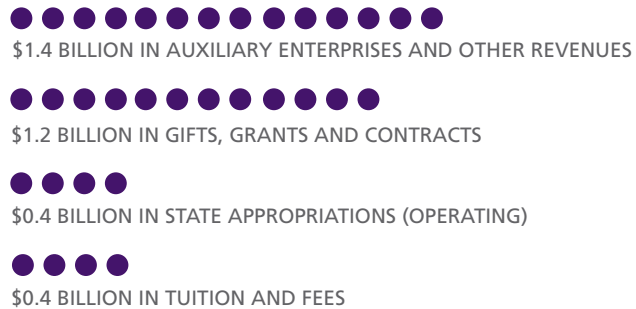 $1.4 BILLION IN AUXILIARY ENTERPRISES AND OTHER REVENUES
$1.2 BILLION IN GIFTS, GRANTS AND CONTRACTS
$0.4 BILLION IN STATE APPROPRIATIONS (OPERATING)
$0.4 BILLION IN TUITION AND FEES